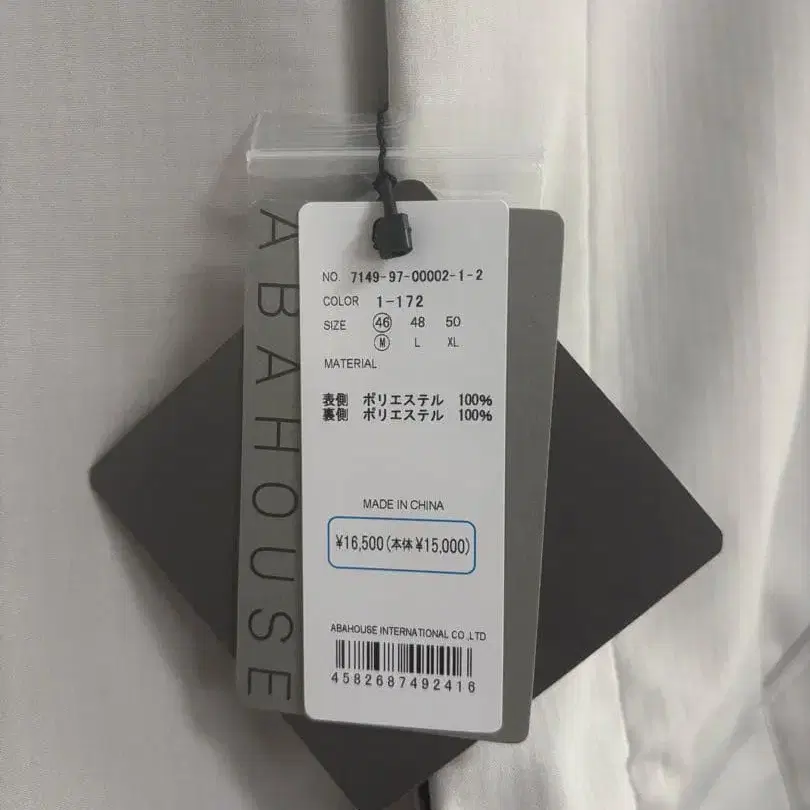 ABAHOUSE
NO. 7149-97-00002-1-2
COLOR 1-172
SIZE 46 48 50
M L XL
MATERIAL
表側 ポリエステル 100%
裏側 ポリエステル 100%
MADE IN CHINA
¥16,500(本体¥15,000)
ABAHOUSE INTERNATIONAL CO.,LTD
4582687492416